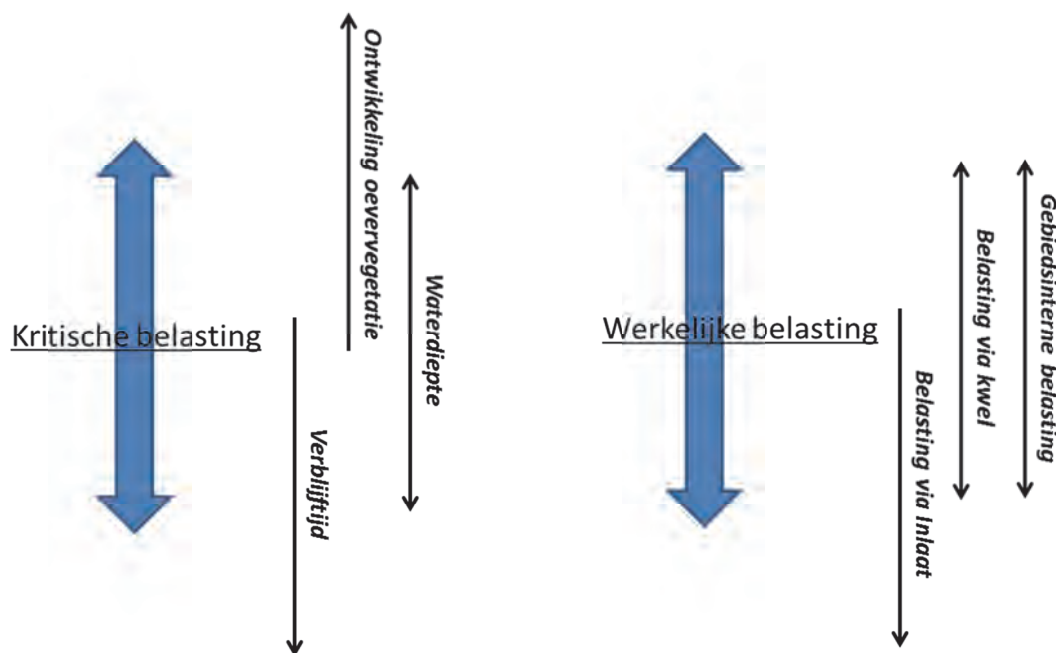 Kritische belasting
Verblijftijd
Ontwikkeling oevervegetatie
Waterdiepte
Werkelijke belasting
Belasting via Inlaat
Belasting via kwel
Gebiedsinterne belasting